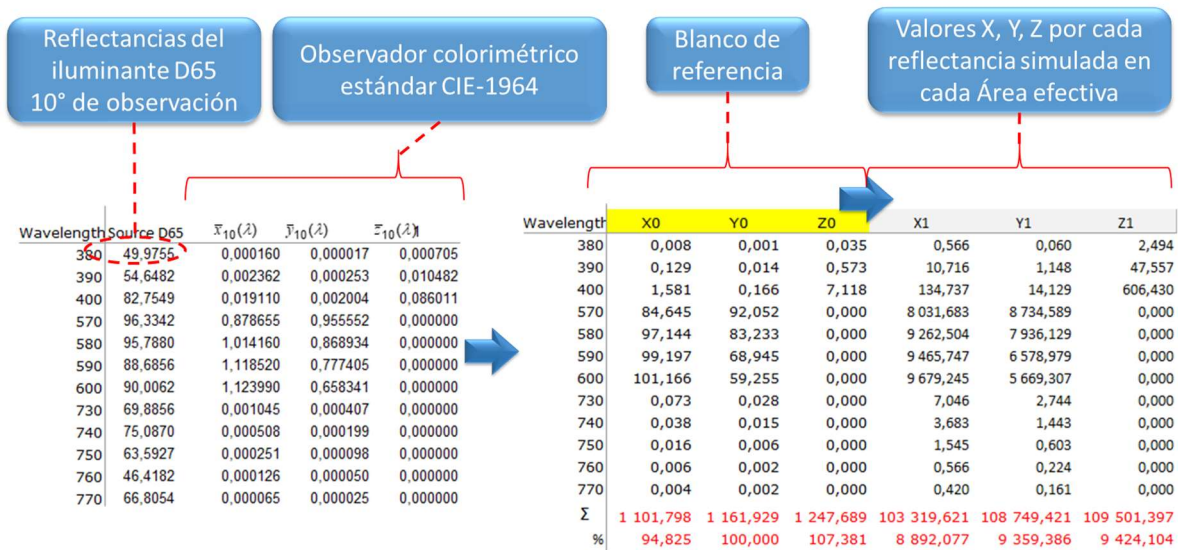 Reflectancias del
iluminante D65
10° de observación
Observador colorimétrico
estándar CIE-1964
Blanco de
referencia
Valores X, Y, Z por cada
reflectancia simulada en
cada Área efectiva
Wavelength Source D65 x̅10(λ) y̅10(λ) z̅10(λ)
380 49,9755 0,000160 0,000017 0,000705
390 54,6482 0,002362 0,000253 0,010482
400 82,7549 0,019110 0,002004 0,086011
570 96,3342 0,878655 0,955552 0,000000
580 95,7880 1,014160 0,868934 0,000000
590 88,6856 1,118520 0,777405 0,000000
600 90,0062 1,123990 0,658341 0,000000
730 69,8856 0,001045 0,000407 0,000000
740 75,0870 0,000508 0,000199 0,000000
750 63,5927 0,000251 0,000098 0,000000
760 46,4182 0,000126 0,000050 0,000000
770 66,8054 0,000065 0,000025 0,000000
Wavelength X0 Y0 Z0 X1 Y1 Z1
380 0,008 0,001 0,035 0,566 0,060 2,494
390 0,129 0,014 0,573 10,716 1,148 47,557
400 1,581 0,166 7,118 134,737 14,129 606,430
570 84,645 92,052 0,000 8 031,683 8 734,589 0,000
580 97,144 83,233 0,000 9 262,504 7 936,129 0,000
590 99,197 68,945 0,000 9 465,747 6 578,979 0,000
600 101,166 59,255 0,000 9 679,245 5 669,307 0,000
730 0,073 0,028 0,000 7,046 2,744 0,000
740 0,038 0,015 0,000 3,683 1,443 0,000
750 0,016 0,006 0,000 1,545 0,603 0,000
760 0,006 0,002 0,000 0,566 0,224 0,000
770 0,004 0,002 0,000 0,420 0,161 0,000
Σ 1 101,798 1 161,929 1 247,689 103 319,621 108 749,421 109 501,397
% 94,825 100,000 107,381 8 892,077 9 359,386 9 424,104